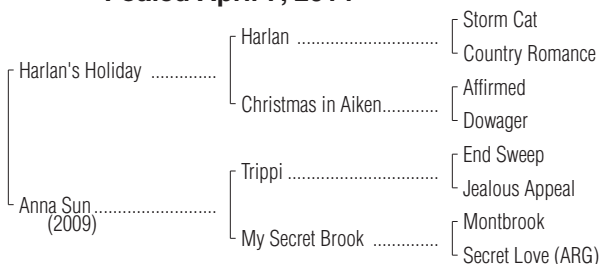 Storm Cat
Harlan
Country Romance
Harlan's Holiday
Affirmed
Christmas in Aiken
Dowager
End Sweep
Trippi
Jealous Appeal
Anna Sun
(2009)
Montbrook
My Secret Brook
Secret Love (ARG)